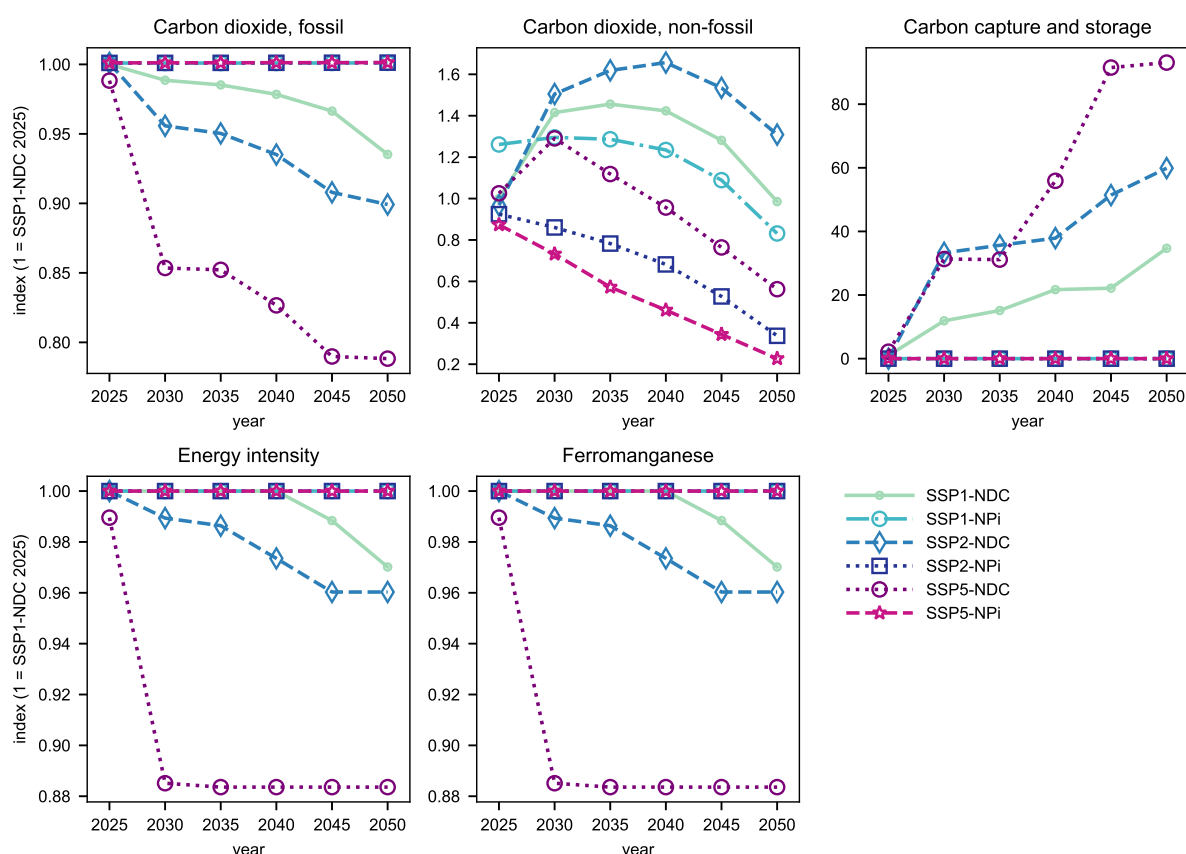 Carbon dioxide, fossil
index (1 = SSP1-NDC 2025)
1.00
0.95
0.90
0.85
0.80
2025 2030 2035 2040 2045 2050
year
Carbon dioxide, non-fossil
1.6
1.4
1.2
1.0
0.8
0.6
0.4
0.2
2025 2030 2035 2040 2045 2050
year
Carbon capture and storage
80
60
40
20
0
2025 2030 2035 2040 2045 2050
year
Energy intensity
index (1 = SSP1-NDC 2025)
1.00
0.98
0.96
0.94
0.92
0.90
0.88
2025 2030 2035 2040 2045 2050
year
Ferromanganese
1.00
0.98
0.96
0.94
0.92
0.90
0.88
2025 2030 2035 2040 2045 2050
year
SSP1-NDC
SSP1-NPi
SSP2-NDC
SSP2-NPi
SSP5-NDC
SSP5-NPi